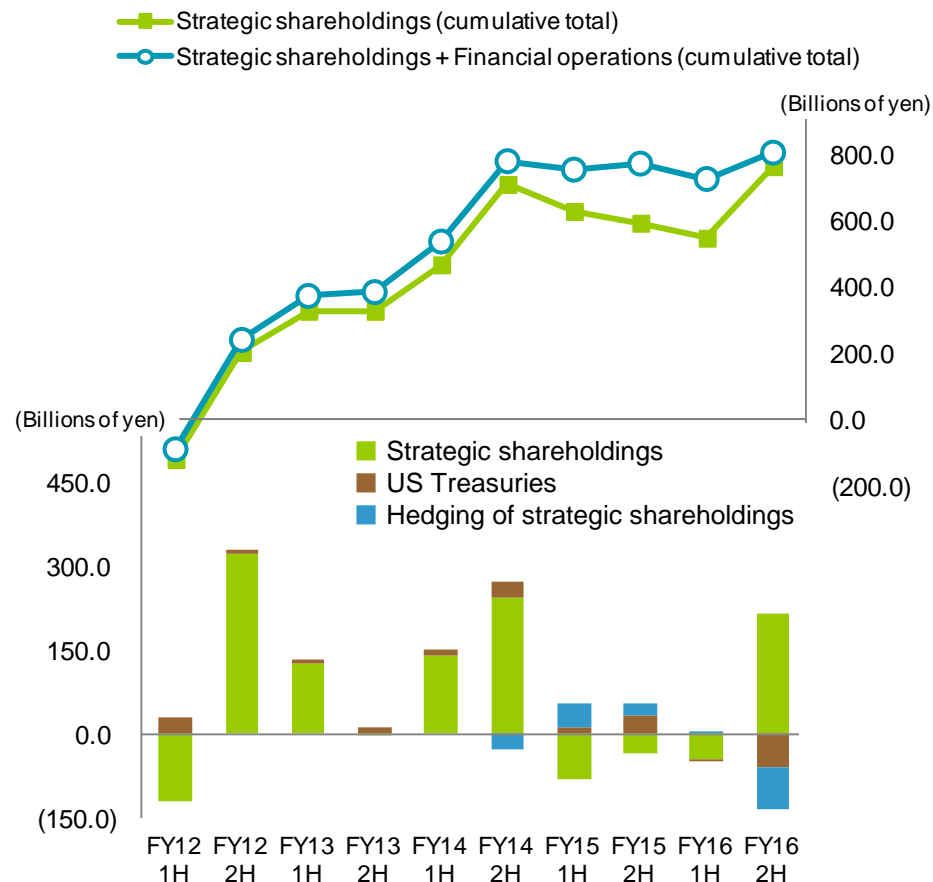 Strategic shareholdings (cumulative total)
Strategic shareholdings + Financial operations (cumulative total)
(Billions of yen)
800.0
600.0
400.0
200.0
0.0
(200.0)
(Billions of yen)
Strategic shareholdings
US Treasuries
Hedging of strategic shareholdings
450.0
300.0
150.0
0.0
(150.0)
FY12 FY12 FY13 FY13 FY14 FY14 FY15 FY15 FY16 FY16
1H 2H 1H 2H 1H 2H 1H 2H 1H 2H